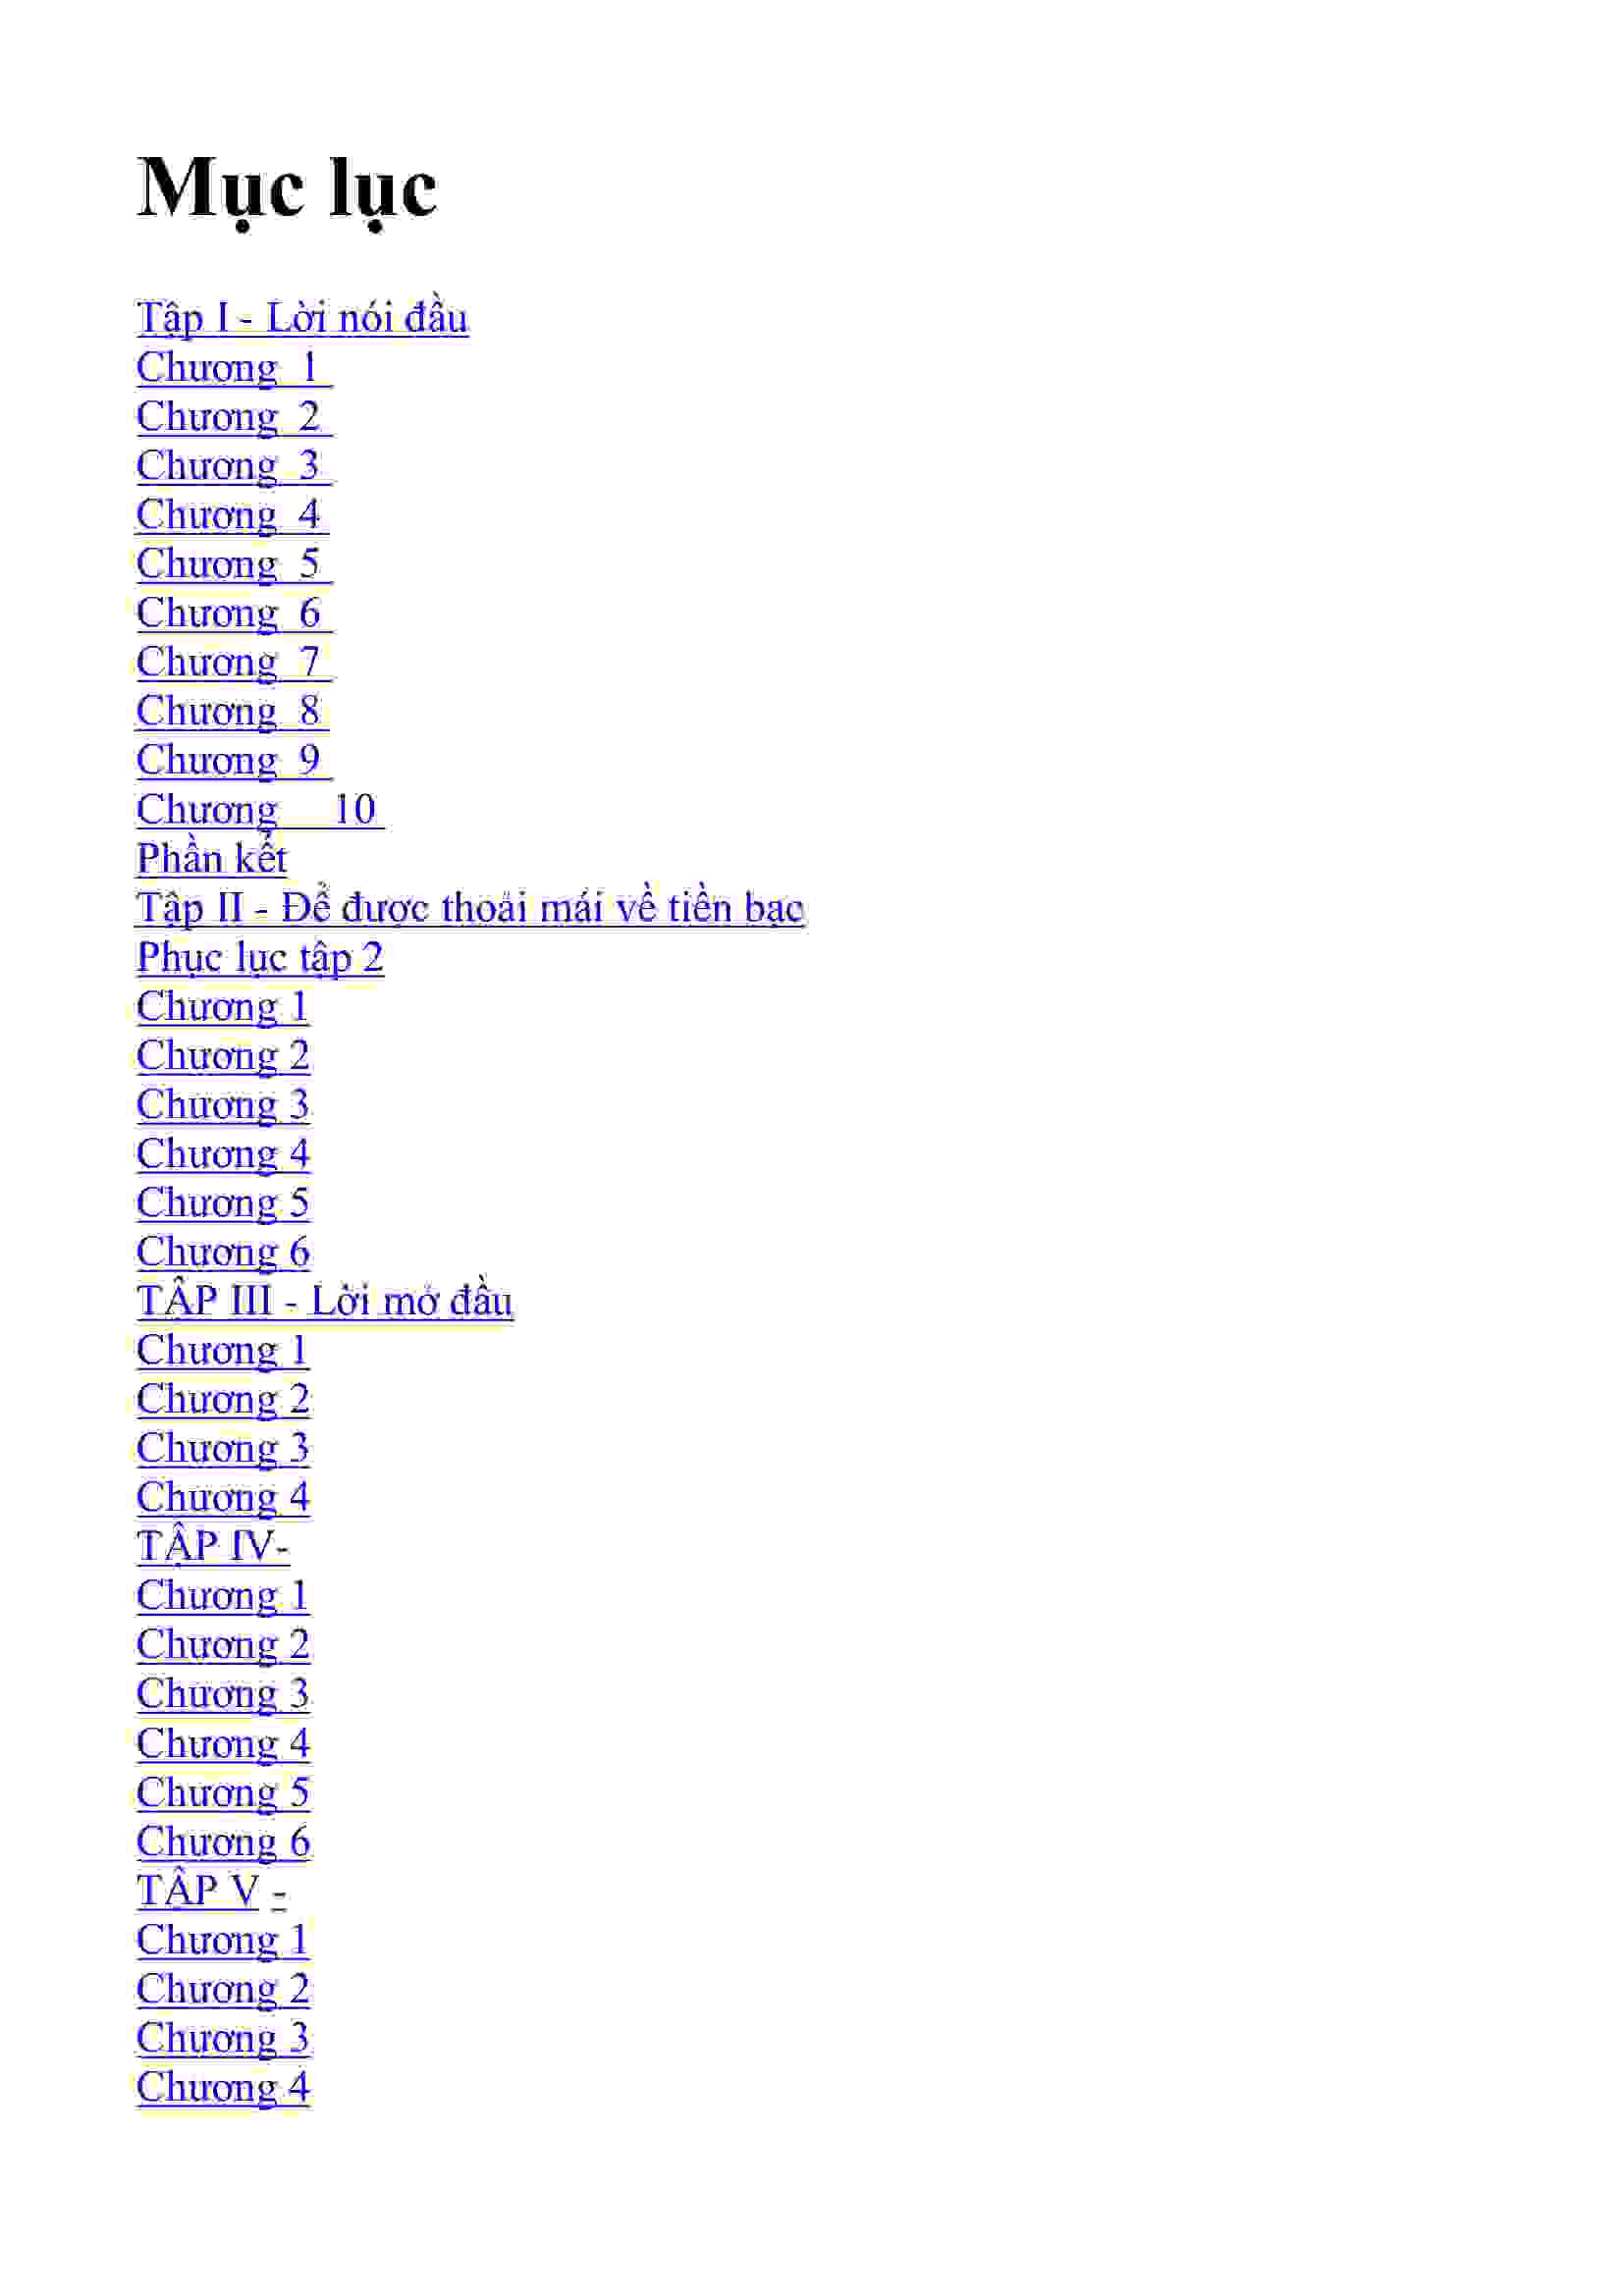 Mục lục
Tập I - Lời nói đầu
Chương 1
Chương 2
Chương 3
Chương 4
Chương 5
Chương 6
Chương 7
Chương 8
Chương 9
Chương 10
Phần kết
Tập II - Để được thoải mái về tiền bạc
Phục lục tập 2
Chương 1
Chương 2
Chương 3
Chương 4
Chương 5
Chương 6
TẬP III - Lời mở đầu
Chương 1
Chương 2
Chương 3
Chương 4
TẬP IV-
Chương 1
Chương 2
Chương 3
Chương 4
Chương 5
Chương 6
TẬP V -
Chương 1
Chương 2
Chương 3
Chương 4